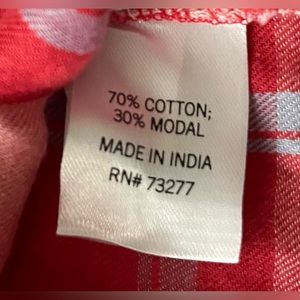 70% COTTON;
30% MODAL
MADE IN INDIA
RN# 73277